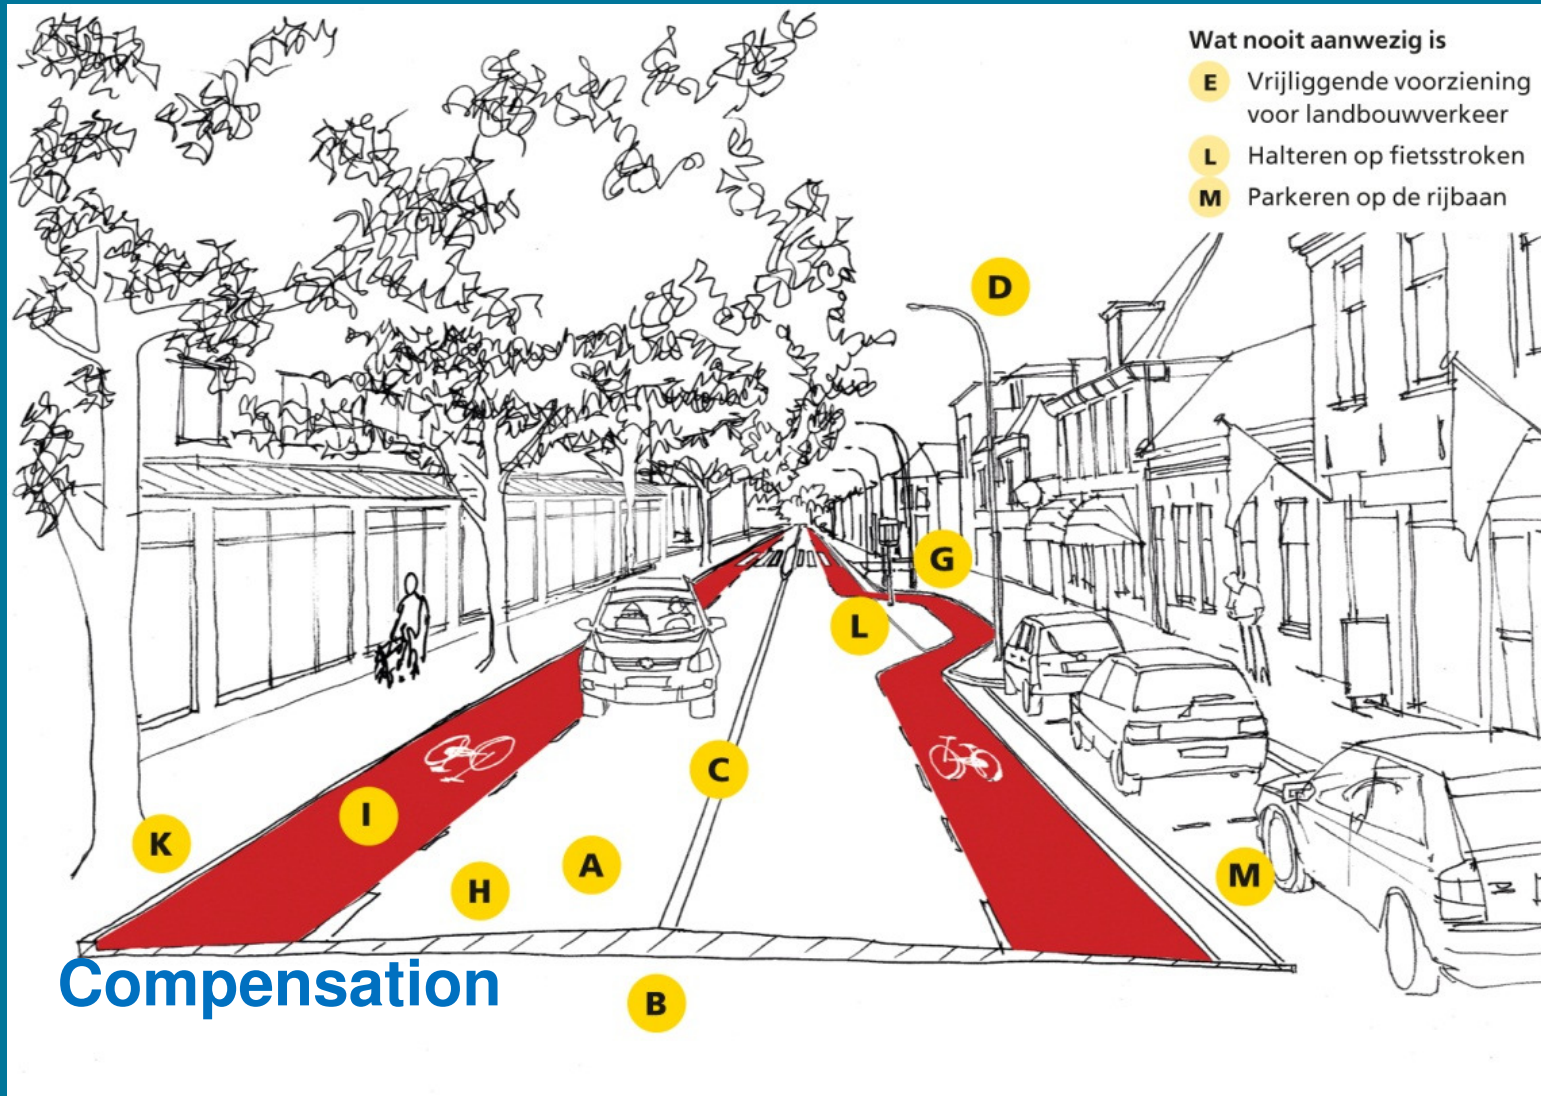 Wat nooit aanwezig is
E Vrijliggende voorziening
voor landbouwverkeer
L Halteren op fietsstroken
M Parkeren op de rijbaan
D
G
L
C
I
K
A
H
M
Compensation
B